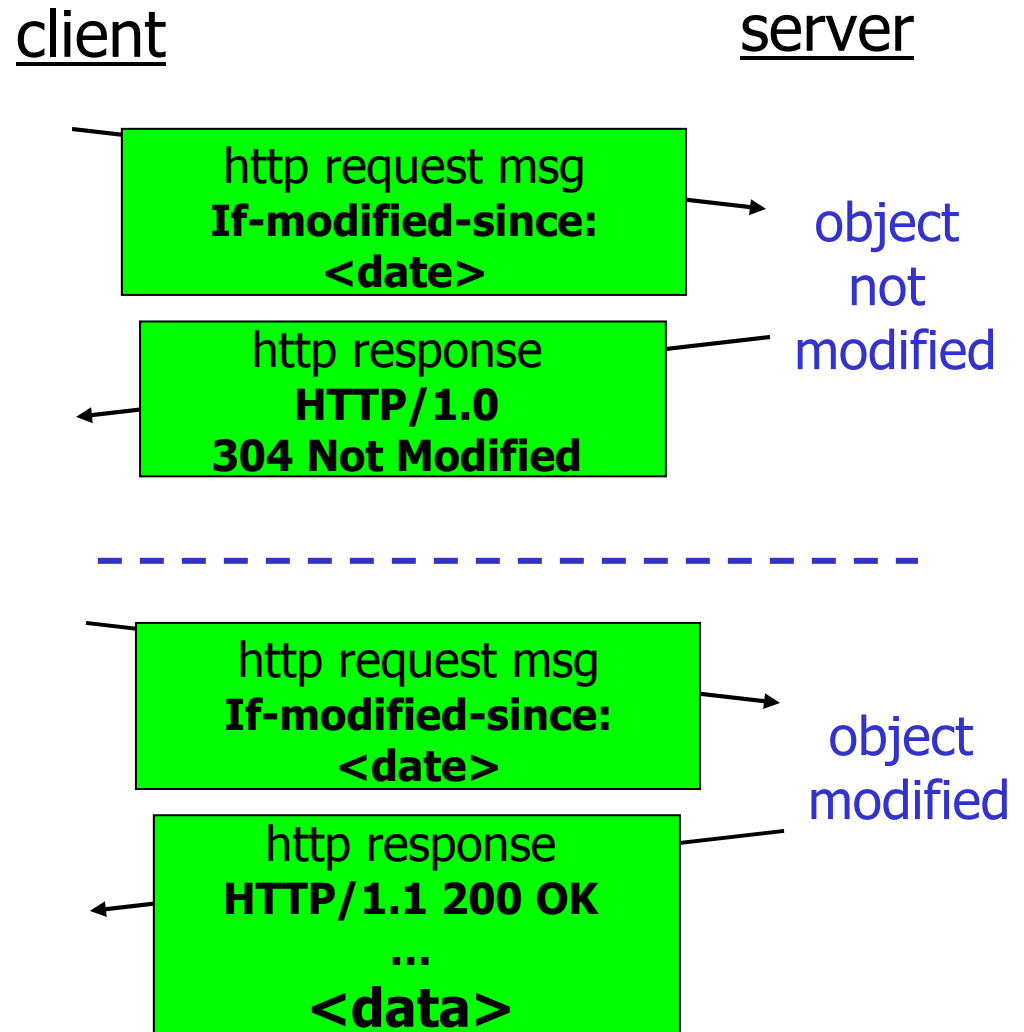 client
server
http request msg
If-modified-since:
<date>
object
not
modified
http response
HTTP/1.0
304 Not Modified
http request msg
If-modified-since:
<date>
object
modified
http response
HTTP/1.1 200 OK
…
<data>